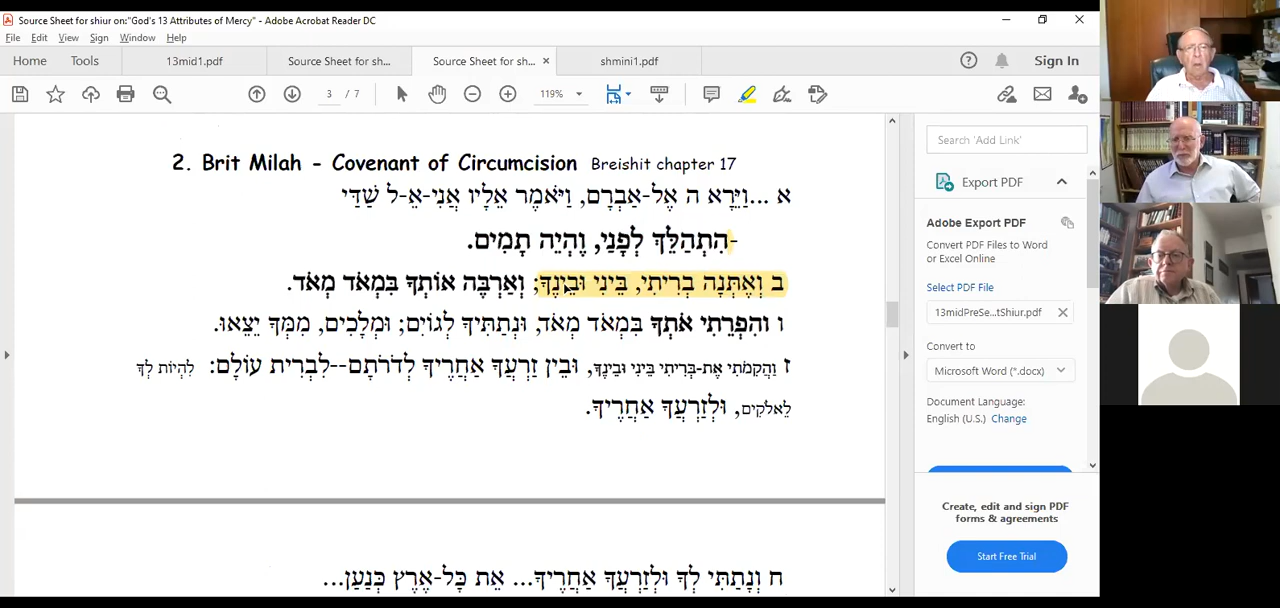 Source Sheet for shiur on:"God's 13 Attributes of Mercy" - Adobe Acrobat Reader DC
File Edit View Sign Window Help
Home Tools 13mid1.pdf Source Sheet for sh... Source Sheet for sh... × shmini1.pdf Sign In
3 / 7 119%
2. Brit Milah - Covenant of Circumcision Breishit chapter 17
א ...וַיֵּרָא ה אֶל-אַבְרָם, וַיֹּאמֶר אֵלָיו אֲנִי-אֵ-ל שַׁדַּי
-הִתְהַלֵּךְ לְפָנַי, וֶהְיֵה תָמִים.
ב וְאֶתְּנָה בְרִיתִי, בֵּינִי וּבֵינֶךָ; וְאַרְבֶּה אוֹתְךָ בִּמְאֹד מְאֹד.
ו וְהִפְרֵתִי אֹתְךָ בִּמְאֹד מְאֹד, וּנְתַתִּיךָ לְגוֹיִם; וּמְלָכִים, מִמְּךָ יֵצֵאוּ.
ז וַהֲקִמֹתִי אֶת-בְּרִיתִי בֵּינִי וּבֵינֶךָ, וּבֵין זַרְעֲךָ אַחֲרֶיךָ לְדֹרֹתָם--לִבְרִית עוֹלָם: לִהְיוֹת לְךָ
לֵאלֹקִים, וּלְזַרְעֲךָ אַחֲרֶיךָ.
ח וְנָתַתִּי לְךָ וּלְזַרְעֲךָ אַחֲרֶיךָ... אֵת כָּל-אֶרֶץ כְּנַעַן...
Search 'Add Link'
Export PDF
Adobe Export PDF
Convert PDF Files to Word
or Excel Online
Select PDF File
13midPreSe...tShiur.pdf
Convert to
Microsoft Word (*.docx)
Document Language:
English (U.S.) Change
Create, edit and sign PDF
forms & agreements
Start Free Trial